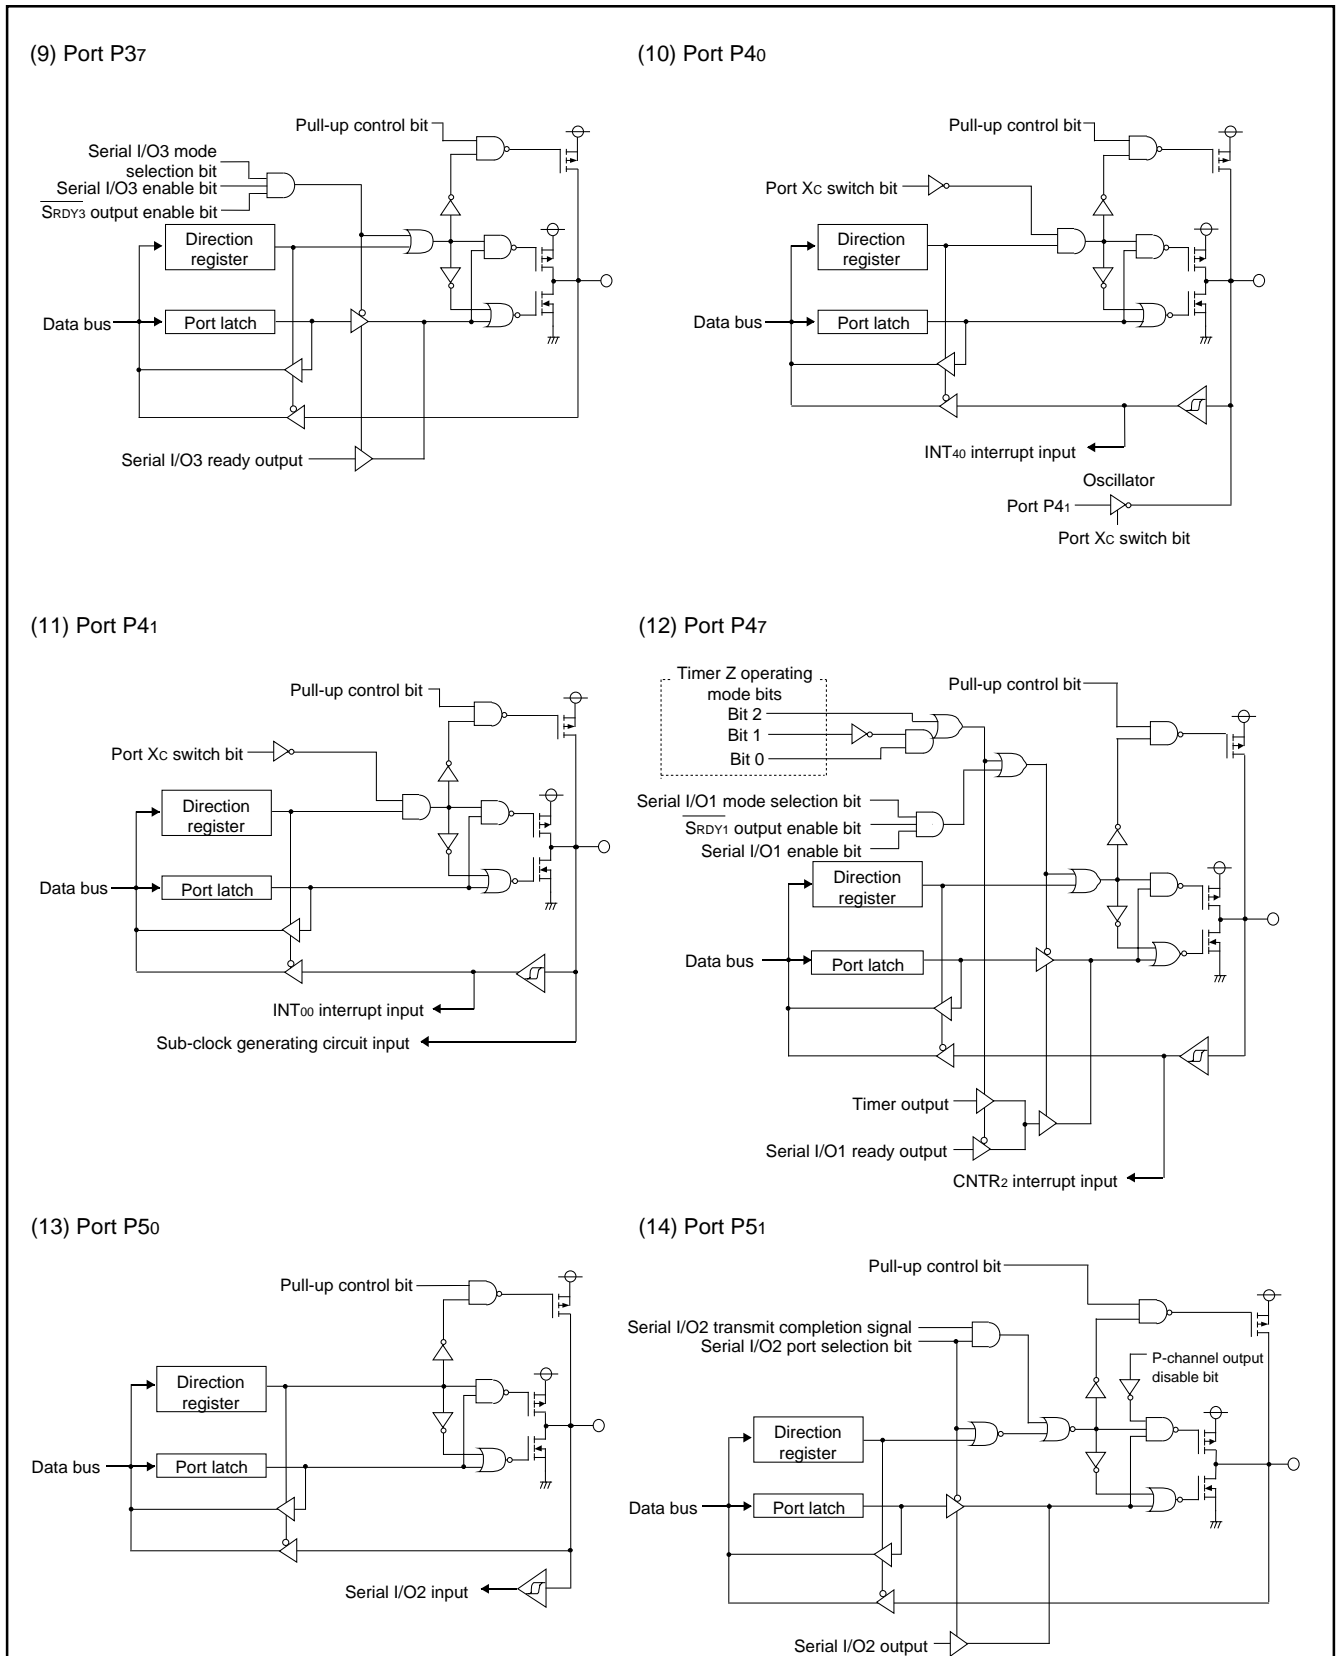 (9) Port P37
Pull-up control bit
Serial I/O3 mode
selection bit
Serial I/O3 enable bit
SRDY3 output enable bit
Direction
register
Data bus
Port latch
Serial I/O3 ready output
(10) Port P40
Pull-up control bit
Port XC switch bit
Direction
register
Data bus
Port latch
INT40 interrupt input
Oscillator
Port P41
Port XC switch bit
(11) Port P41
Pull-up control bit
Port XC switch bit
Direction
register
Data bus
Port latch
INT00 interrupt input
Sub-clock generating circuit input
(12) Port P47
Timer Z operating
mode bits
Bit 2
Bit 1
Bit 0
Pull-up control bit
Serial I/O1 mode selection bit
SRDY1 output enable bit
Serial I/O1 enable bit
Direction
register
Data bus
Port latch
Timer output
Serial I/O1 ready output
CNTR2 interrupt input
(13) Port P50
Pull-up control bit
Direction
register
Data bus
Port latch
Serial I/O2 input
(14) Port P51
Pull-up control bit
Serial I/O2 transmit completion signal
Serial I/O2 port selection bit
P-channel output
disable bit
Direction
register
Data bus
Port latch
Serial I/O2 output